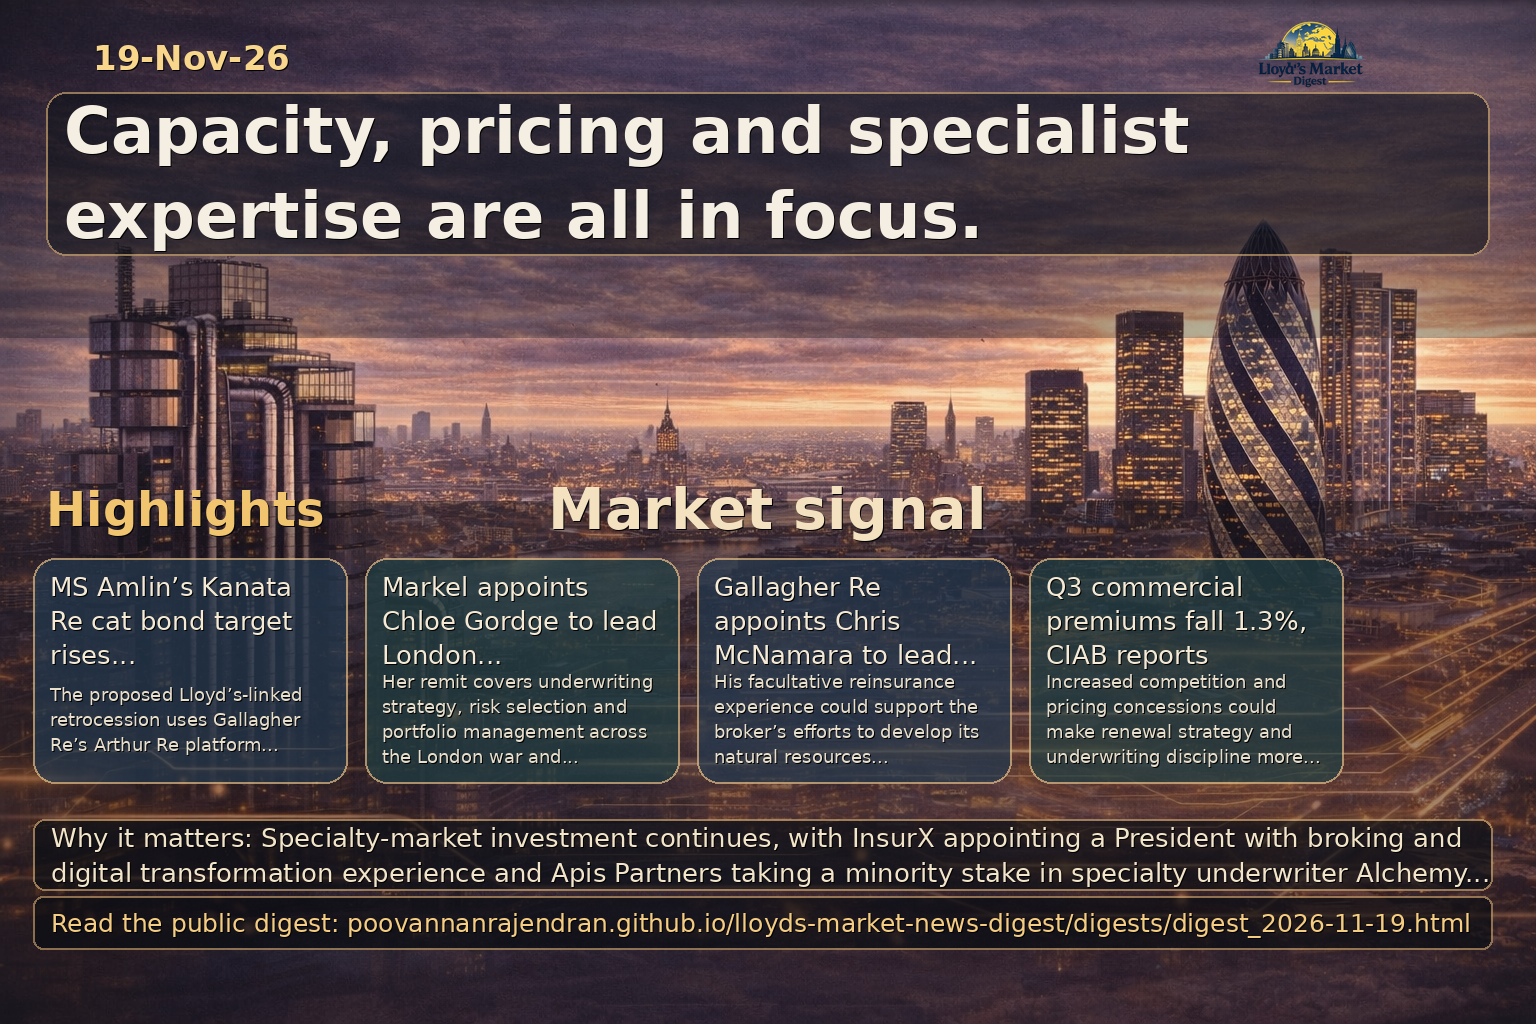 19-Nov-26
Lloyd's Market
Digest
Capacity, pricing and specialist
expertise are all in focus.
Highlights
Market signal
MS Amlin’s Kanata
Re cat bond target
rises...
The proposed Lloyd’s-linked
retrocession uses Gallagher
Re’s Arthur Re platform...
Markel appoints
Chloe Gordge to lead
London...
Her remit covers underwriting
strategy, risk selection and
portfolio management across
the London war and...
Gallagher Re
appoints Chris
McNamara to lead...
His facultative reinsurance
experience could support the
broker’s efforts to develop its
natural resources...
Q3 commercial
premiums fall 1.3%,
CIAB reports
Increased competition and
pricing concessions could
make renewal strategy and
underwriting discipline more...
Why it matters: Specialty-market investment continues, with InsurX appointing a President with broking and
digital transformation experience and Apis Partners taking a minority stake in specialty underwriter Alchemy...
Read the public digest: poovannanrajendran.github.io/lloyds-market-news-digest/digests/digest_2026-11-19.html